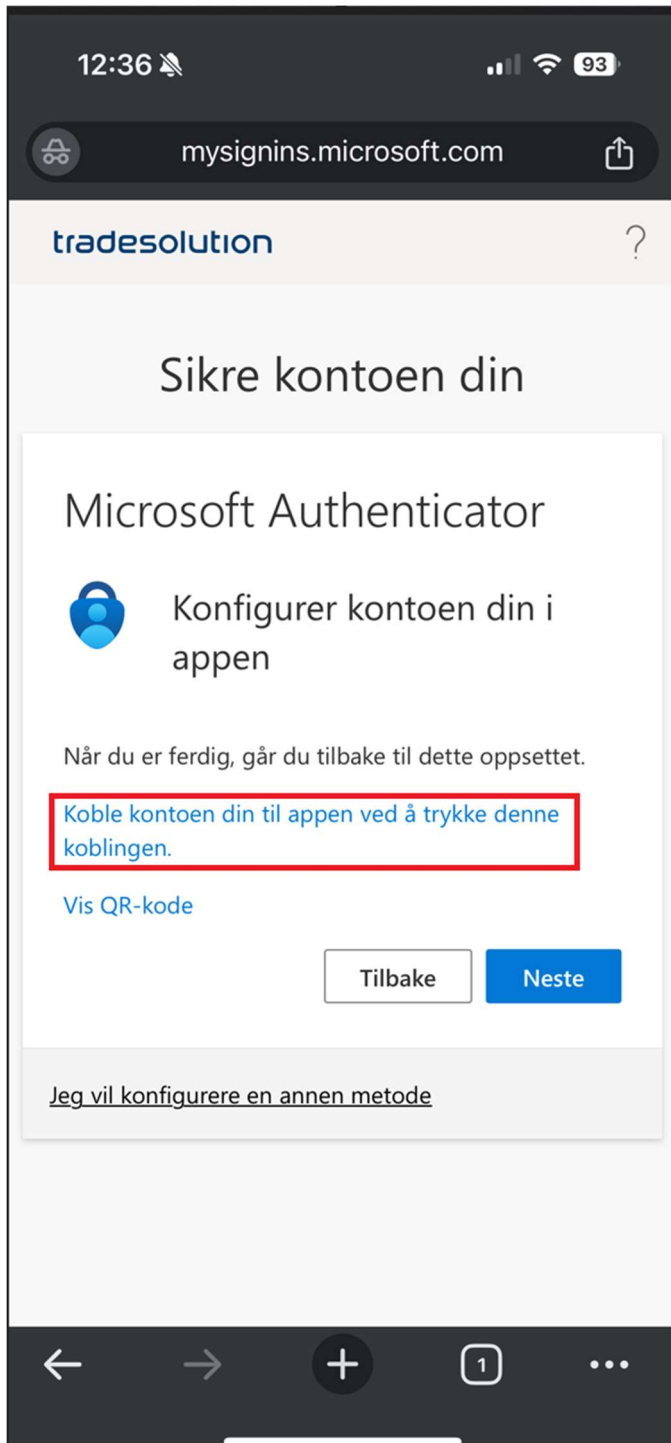 12:36
93
mysignins.microsoft.com
tradesolution
?
Sikre kontoen din
Microsoft Authenticator
Konfigurer kontoen din i
appen
Når du er ferdig, går du tilbake til dette oppsettet.
Koble kontoen din til appen ved å trykke denne
koblingen.
Vis QR-kode
Tilbake
Neste
Jeg vil konfigurere en annen metode
1